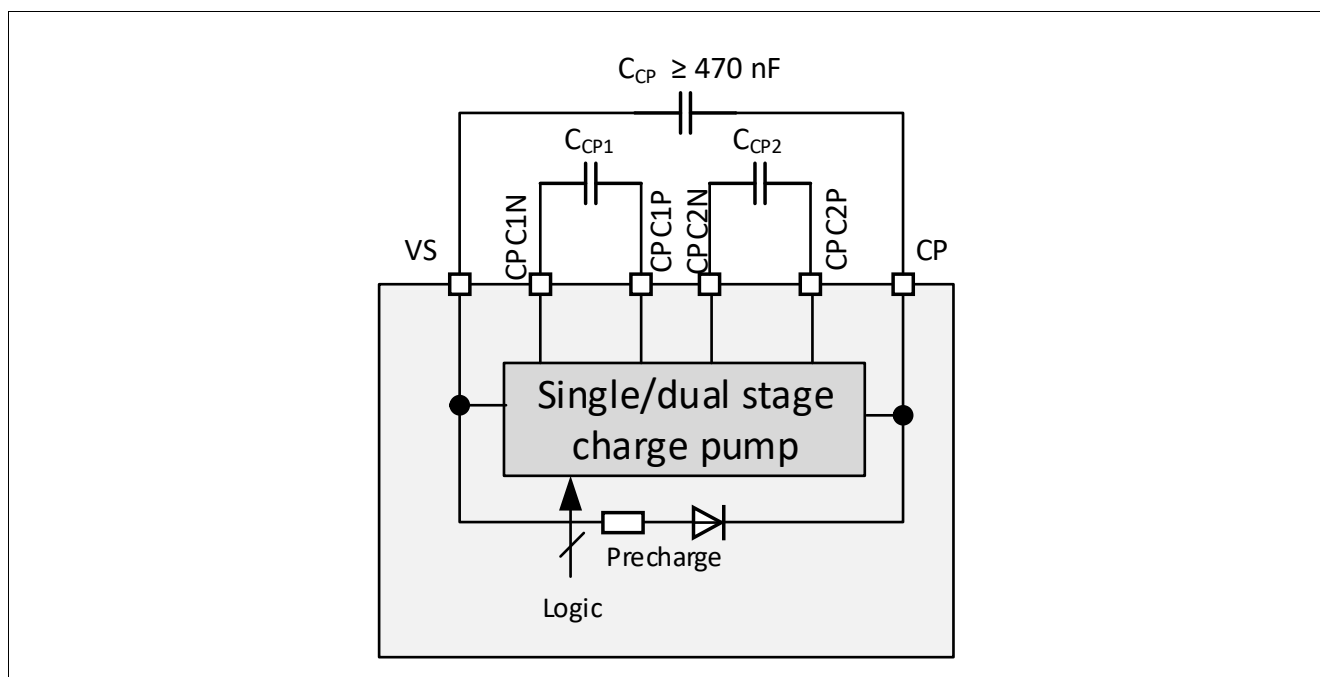 C_CP ≥ 470 nF
C_CP1
C_CP2
VS
CPC1N
CPC1P
CPC2N
CPC2P
CP
Single/dual stage
charge pump
Precharge
Logic